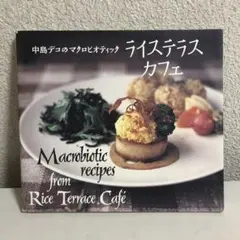 中島デコのマクロビオティック ライステラス
カフェ
Macrobiotic
recipes
from
Rice Terrace Café